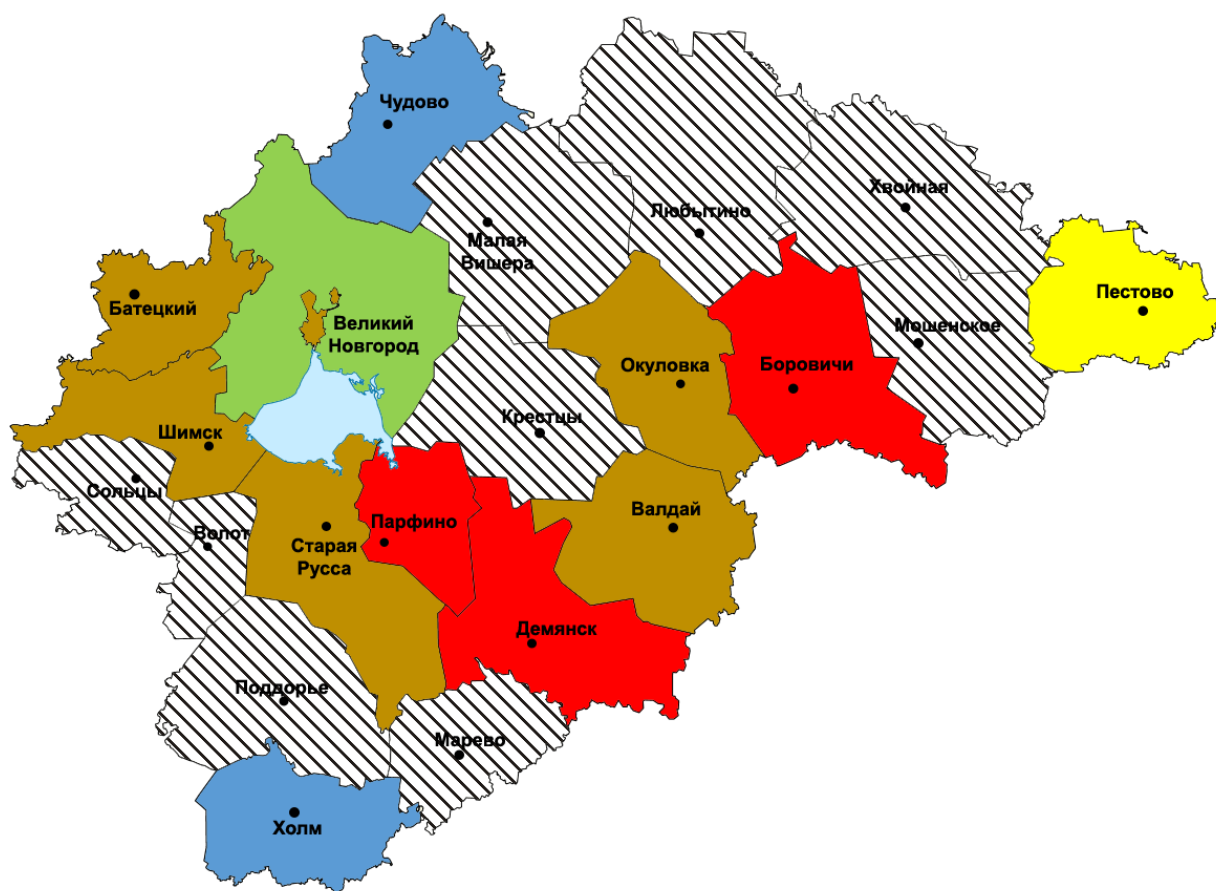 Чудово
Хвойная
Любытино
Малая
Вишера
Пестово
Батецкий
Великий
Новгород
Мошенское
Окуловка
Боровичи
Крестцы
Шимск
Сольцы
Валдай
Парфино
Волот
Старая
Русса
Демянск
Поддорье
Марево
Холм